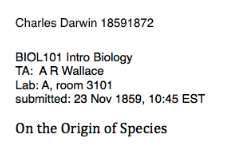 Charles Darwin 18591872
BIOL101 Intro Biology
TA: A R Wallace
Lab: A, room 3101
submitted: 23 Nov 1859, 10:45 EST
On the Origin of Species